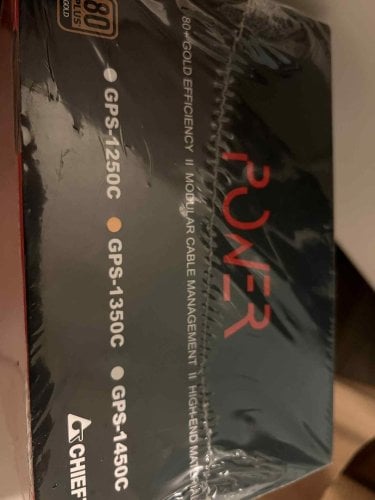 POWER
80+ GOLD EFFICIENCY II MODULAR CABLE MANAGEMENT II HIGH-END
GPS-1250C GPS-1350C GPS-1450C
80
PLUS
GOLD